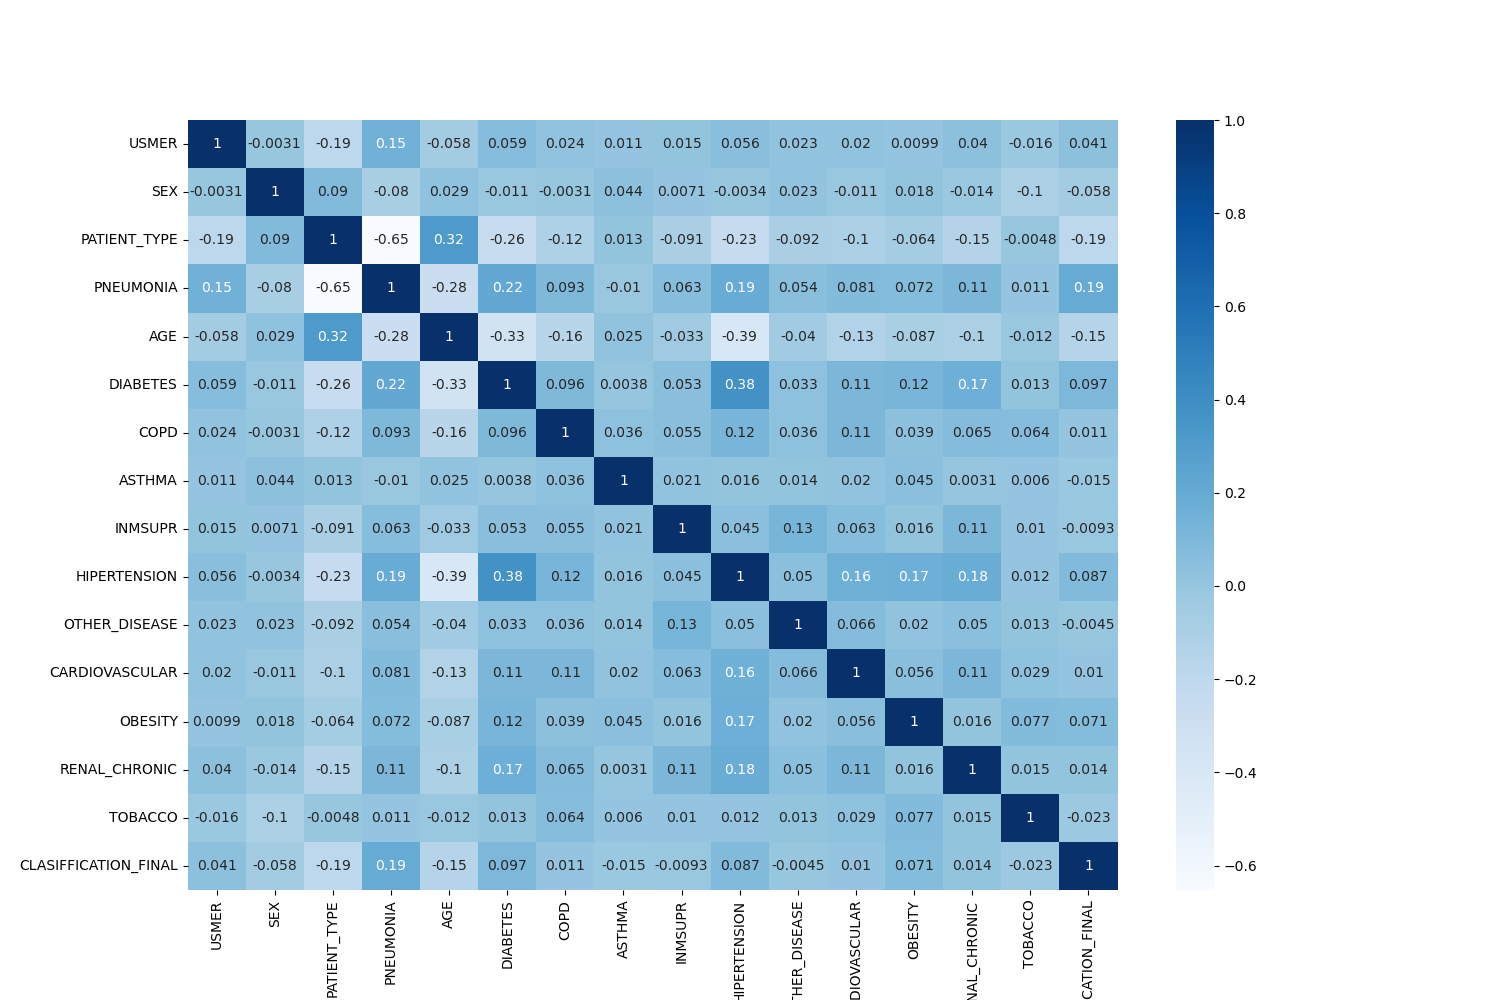 USMER 1 -0.0031 -0.19 0.15 -0.058 0.059 0.024 0.011 0.015 0.056 0.023 0.02 0.0099 0.04 -0.016 0.041
SEX -0.0031 1 0.09 -0.08 0.029 -0.011 -0.0031 0.044 0.0071 -0.0034 0.023 -0.011 0.018 -0.014 -0.1 -0.058
PATIENT_TYPE -0.19 0.09 1 -0.65 0.32 -0.26 -0.12 0.013 -0.091 -0.23 -0.092 -0.1 -0.064 -0.15 -0.0048 -0.19
PNEUMONIA 0.15 -0.08 -0.65 1 -0.28 0.22 0.093 -0.01 0.063 0.19 0.054 0.081 0.072 0.11 0.011 0.19
AGE -0.058 0.029 0.32 -0.28 1 -0.33 -0.16 0.025 -0.033 -0.39 -0.04 -0.13 -0.087 -0.1 -0.012 -0.15
DIABETES 0.059 -0.011 -0.26 0.22 -0.33 1 0.096 0.0038 0.053 0.38 0.033 0.11 0.12 0.17 0.013 0.097
COPD 0.024 -0.0031 -0.12 0.093 -0.16 0.096 1 0.036 0.055 0.12 0.036 0.11 0.039 0.065 0.064 0.011
ASTHMA 0.011 0.044 0.013 -0.01 0.025 0.0038 0.036 1 0.021 0.016 0.014 0.02 0.045 0.0031 0.006 -0.015
INMSUPR 0.015 0.0071 -0.091 0.063 -0.033 0.053 0.055 0.021 1 0.045 0.13 0.063 0.016 0.11 0.01 -0.0093
HIPERTENSION 0.056 -0.0034 -0.23 0.19 -0.39 0.38 0.12 0.016 0.045 1 0.05 0.16 0.17 0.18 0.012 0.087
OTHER_DISEASE 0.023 0.023 -0.092 0.054 -0.04 0.033 0.036 0.014 0.13 0.05 1 0.066 0.02 0.05 0.013 -0.0045
CARDIOVASCULAR 0.02 -0.011 -0.1 0.081 -0.13 0.11 0.11 0.02 0.063 0.16 0.066 1 0.056 0.11 0.029 0.01
OBESITY 0.0099 0.018 -0.064 0.072 -0.087 0.12 0.039 0.045 0.016 0.17 0.02 0.056 1 0.016 0.077 0.071
RENAL_CHRONIC 0.04 -0.014 -0.15 0.11 -0.1 0.17 0.065 0.0031 0.11 0.18 0.05 0.11 0.016 1 0.015 0.014
TOBACCO -0.016 -0.1 -0.0048 0.011 -0.012 0.013 0.064 0.006 0.01 0.012 0.013 0.029 0.077 0.015 1 -0.023
CLASIFFICATION_FINAL 0.041 -0.058 -0.19 0.19 -0.15 0.097 0.011 -0.015 -0.0093 0.087 -0.0045 0.01 0.071 0.014 -0.023 1
USMER
SEX
PATIENT_TYPE
PNEUMONIA
AGE
DIABETES
COPD
ASTHMA
INMSUPR
HIPERTENSION
THER_DISEASE
DIOVASCULAR
OBESITY
NAL_CHRONIC
TOBACCO
CATION_FINAL
1.0
0.8
0.6
0.4
0.2
0.0
−0.2
−0.4
−0.6